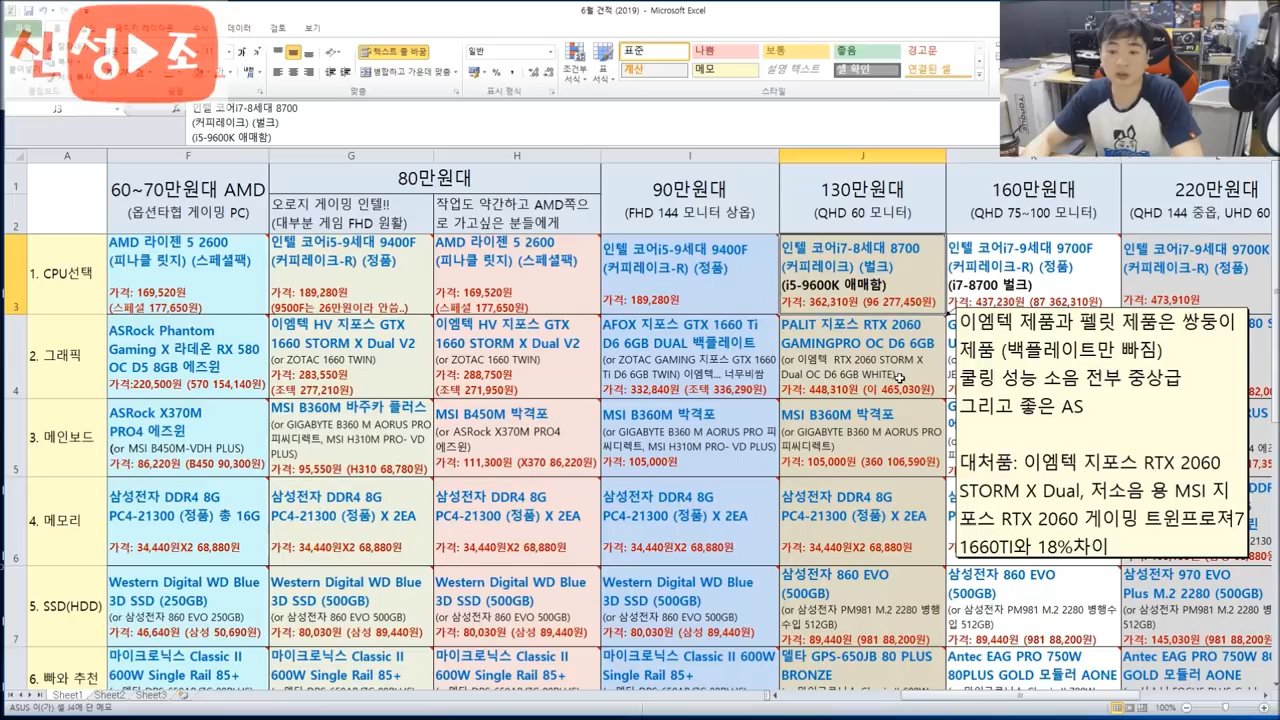 6월 견적 (2019) - Microsoft Excel
신성조
데이터 검토 보기
텍스트 줄 바꿈
병합하고 가운데 맞춤
일반
조건부 서식
표 서식
표준 나쁨 보통 좋음 경고문
계산 메모 설명 텍스트 셀 확인 연결된 셀
맞춤 표시 형식 스타일
J3
인텔 코어i7-8세대 8700
(커피레이크) (벌크)
(i5-9600K 애매함)
A F G H I J
1
2
3
4
5
6
7
60~70만원대 AMD
(옵션타협 게이밍 PC)
80만원대
오로지 게이밍 인텔!!
(대부분 게임 FHD 원활)
작업도 약간하고 AMD쪽으
로 가고싶은 분들에게
90만원대
(FHD 144 모니터 상옵)
130만원대
(QHD 60 모니터)
160만원대
(QHD 75~100 모니터)
220만원대
(QHD 144 중옵, UHD 60
1. CPU선택
AMD 라이젠 5 2600
(피나클 릿지) (스페셜팩)
가격: 169,520원
(스페셜 177,650원)
인텔 코어i5-9세대 9400F
(커피레이크-R) (정품)
가격: 189,280원
(9500F는 26만원이라 안씀..)
AMD 라이젠 5 2600
(피나클 릿지) (스페셜팩)
가격: 169,520원
(스페셜 177,650원)
인텔 코어i5-9세대 9400F
(커피레이크-R) (정품)
가격: 189,280원
인텔 코어i7-8세대 8700
(커피레이크) (벌크)
(i5-9600K 애매함)
가격: 362,310원 (96 277,450원)
인텔 코어i7-9세대 9700F
(커피레이크-R) (정품)
(i7-8700 벌크)
가격: 437,230원 (87 362,310원)
인텔 코어i7-9세대 9700K
(커피레이크-R) (정품)
가격: 473,910원
2. 그래픽
ASRock Phantom
Gaming X 라데온 RX 580
OC D5 8GB 에즈윈
가격:220,500원 (570 154,140원)
이엠텍 HV 지포스 GTX
1660 STORM X Dual V2
(or ZOTAC 1660 TWIN)
가격: 283,550원
(조텍 277,210원)
이엠텍 HV 지포스 GTX
1660 STORM X Dual V2
(or ZOTAC 1660 TWIN)
가격: 288,750원
(조텍 271,940원)
AFOX 지포스 GTX 1660 Ti
D6 6GB DUAL 백플레이트
(or ZOTAC GAMING 지포스 GTX 1660
Ti D6 6GB TWIN) 이엠텍... 너무비쌈
가격: 332,840원 (조텍 336,290원)
PALIT 지포스 RTX 2060
GAMINGPRO OC D6 6GB
(or 이엠텍 RTX 2060 STORM X
Dual OC D6 6GB WHITE)
가격: 448,310원 (이 465,030원)
이엠텍 제품과 펠릿 제품은 쌍둥이
제품 (백플레이트만 빠짐)
쿨링 성능 소음 전부 중상급
그리고 좋은 AS
대처품: 이엠텍 지포스 RTX 2060
STORM X Dual, 저소음 용 MSI 지
포스 RTX 2060 게이밍 트윈프로져7
1660TI와 18%차이
3. 메인보드
ASRock X370M
PRO4 에즈윈
(or MSI B450M-VDH PLUS)
가격: 86,220원 (B450 90,300원)
MSI B360M 바주카 플러스
(or GIGABYTE B360 M AORUS PRO
피씨디렉트, MSI H310M PRO- VD
PLUS)
가격: 95,550원 (H310 68,780원)
MSI B450M 박격포
(or ASRock X370M PRO4
에즈윈)
가격: 111,300원 (X370 86,220원)
MSI B360M 박격포
(or GIGABYTE B360 M AORUS PRO 피
씨디렉트, MSI H310M PRO- VD PLUS)
가격: 105,000원
MSI B360M 박격포
(or GIGABYTE B360 M AORUS PRO
피씨디렉트)
가격: 105,000원 (360 106,590원)
4. 메모리
삼성전자 DDR4 8G
PC4-21300 (정품) 총 16G
가격: 34,440원X2 68,880원
삼성전자 DDR4 8G
PC4-21300 (정품) X 2EA
가격: 34,440원X2 68,880원
삼성전자 DDR4 8G
PC4-21300 (정품) X 2EA
가격: 34,440원X2 68,880원
삼성전자 DDR4 8G
PC4-21300 (정품) X 2EA
가격: 34,440원X2 68,880원
삼성전자 DDR4 8G
PC4-21300 (정품) X 2EA
가격: 34,440원X2 68,880원
5. SSD(HDD)
Western Digital WD Blue
3D SSD (250GB)
(or 삼성전자 860 EVO 250GB)
가격: 46,640원 (삼성 50,690원)
Western Digital WD Blue
3D SSD (500GB)
(or 삼성전자 860 EVO 500GB)
가격: 80,030원 (삼성 89,440원)
Western Digital WD Blue
3D SSD (500GB)
(or 삼성전자 860 EVO 500GB)
가격: 80,030원 (삼성 89,440원)
Western Digital WD Blue
3D SSD (500GB)
(or 삼성전자 860 EVO 500GB)
가격: 80,030원 (삼성 89,440원)
삼성전자 860 EVO
(500GB)
(or 삼성전자 PM981 M.2 2280 병행
수입 512GB)
가격: 89,440원 (981 88,200원)
삼성전자 860 EVO
(500GB)
(or 삼성전자 PM981 M.2 2280 병행수
입 512GB)
가격: 89,440원 (981 88,200원)
삼성전자 970 EVO
Plus M.2 2280 (500GB)
(or 삼성전자 PM981 M.2 2280 병행
수입 512GB)
가격: 145,030원 (981 88,200원)
6. 빠와 추천
마이크로닉스 Classic II
600W Single Rail 85+
마이크로닉스 Classic II
600W Single Rail 85+
마이크로닉스 Classic II
600W Single Rail 85+
마이크로닉스 Classic II 600W
Single Rail 85+
델타 GPS-650JB 80 PLUS
BRONZE
Antec EAG PRO 750W
80PLUS GOLD 모듈러 AONE
Antec EAG PRO 750W 8
GOLD 모듈러 AONE
Sheet1 Sheet2 Sheet3
ASUS 이(가) 셀 J4에 단 메모
100%